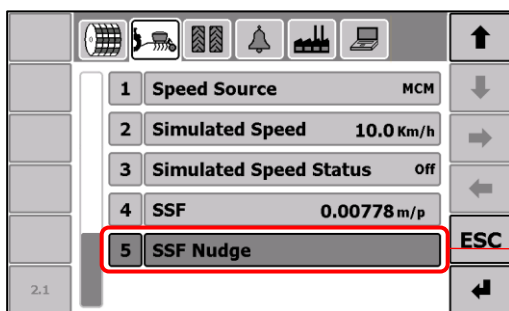 1 Speed Source MCM
2 Simulated Speed 10.0 Km/h
3 Simulated Speed Status Off
4 SSF 0.00778 m/p
5 SSF Nudge
ESC
2.1